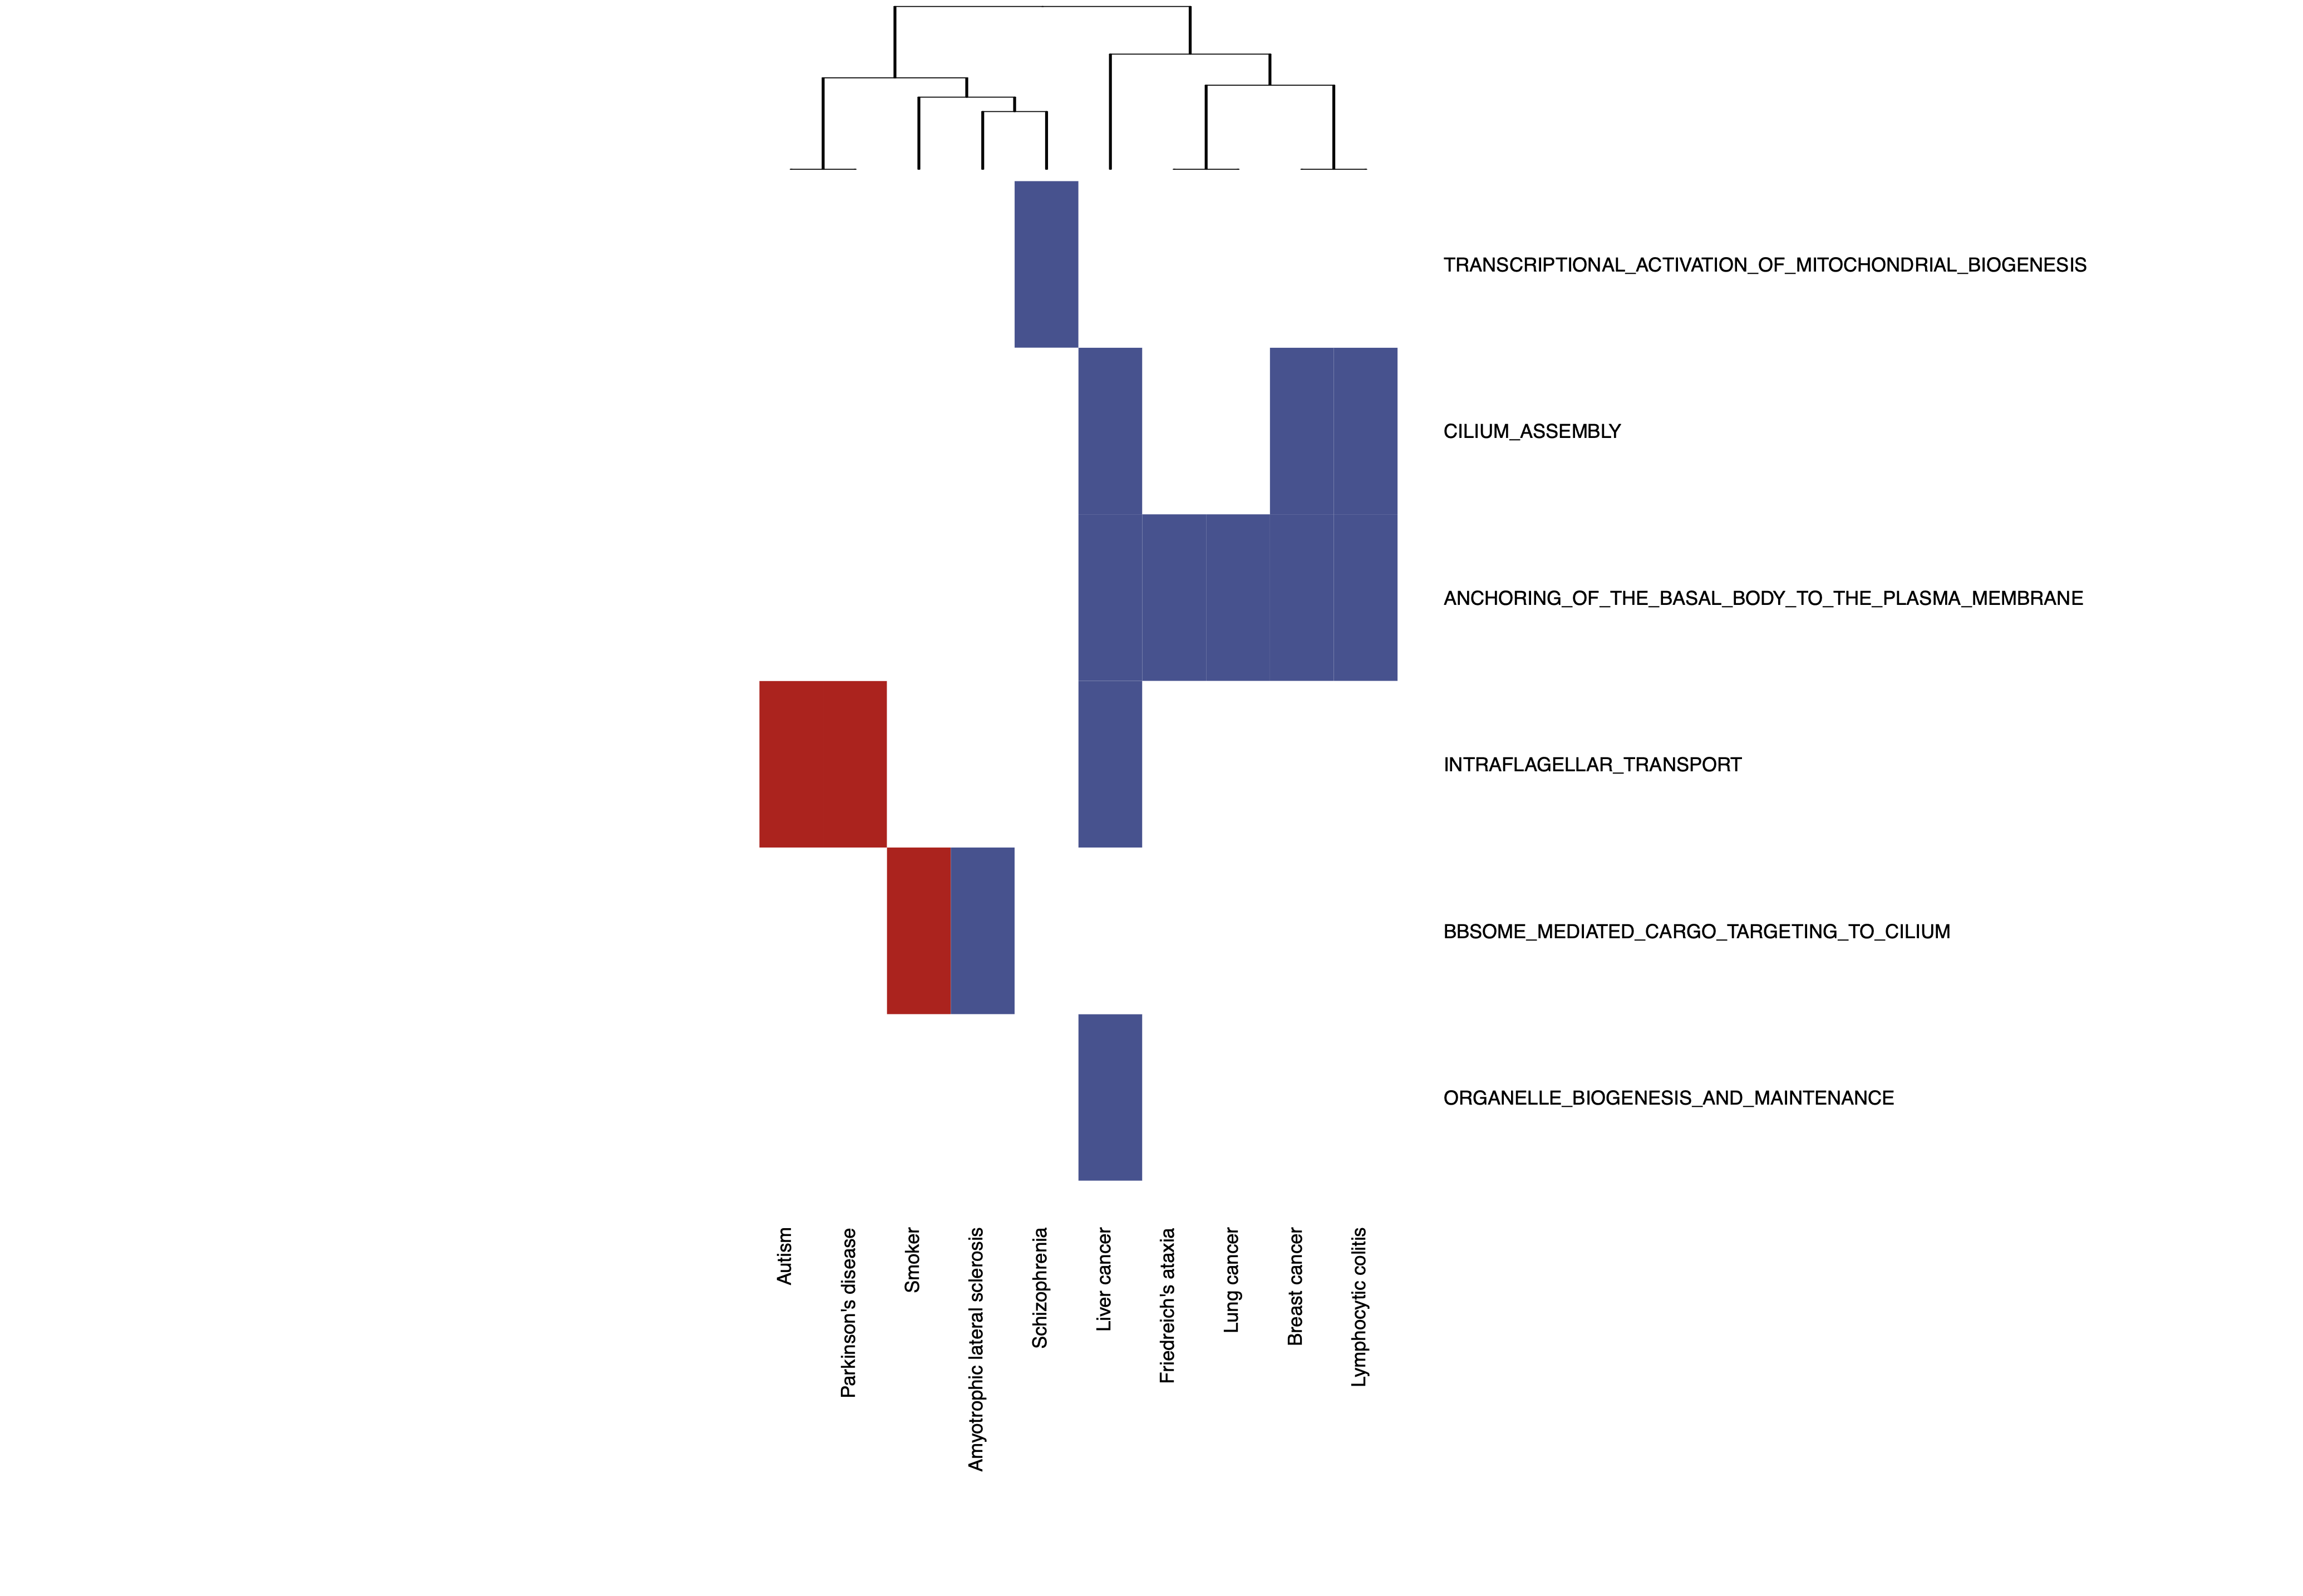 TRANSCRIPTIONAL_ACTIVATION_OF_MITOCHONDRIAL_BIOGENESIS
CILIUM_ASSEMBLY
ANCHORING_OF_THE_BASAL_BODY_TO_THE_PLASMA_MEMBRANE
INTRAFLAGELLAR_TRANSPORT
BBSOME_MEDIATED_CARGO_TARGETING_TO_CILIUM
ORGANELLE_BIOGENESIS_AND_MAINTENANCE
Autism
Parkinson's disease
Smoker
Amyotrophic lateral sclerosis
Schizophrenia
Liver cancer
Friedreich's ataxia
Lung cancer
Breast cancer
Lymphocytic colitis